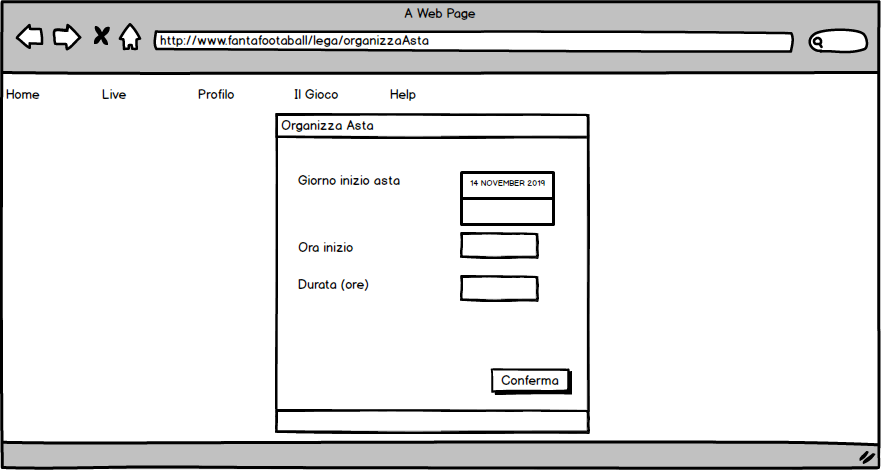 A Web Page
http://www.fantafootaball/lega/organizzaAsta
Home Live Profilo Il Gioco Help
Organizza Asta
Giorno inizio asta 14 NOVEMBER 2019
Ora inizio
Durata (ore)
Conferma